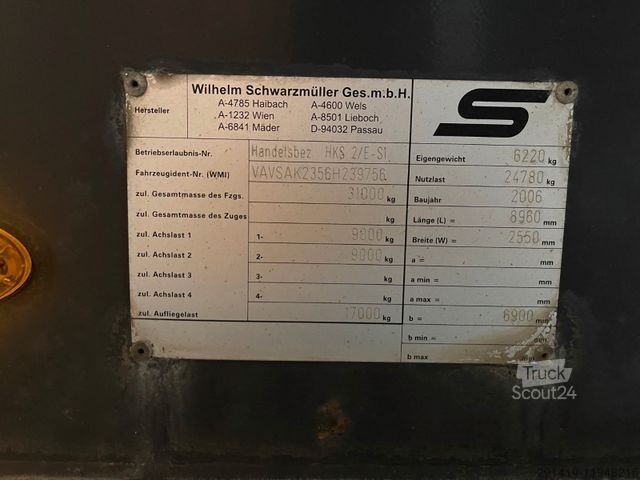 Wilhelm Schwarzmüller Ges.m.b.H.
Hersteller
A-4785 Haibach A-4600 Wels
A-1232 Wien A-8501 Lieboch
A-6841 Mäder D-94032 Passau
S
Betriebserlaubnis-Nr. Handelsbez HKS 2/E-S1
Fahrzeugident-Nr. (WMI) VAVSAK2356H239756
zul. Gesamtmasse des Fzgs. 31000 kg
zul. Gesamtmasse des Zuges kg
zul. Achslast 1 1- 9000 kg
zul. Achslast 2 2- 9000 kg
zul. Achslast 3 3- kg
zul. Achslast 4 4- kg
zul. Aufliegelast 17000 kg
Eigengewicht 6220 kg
Nutzlast 24780 kg
Baujahr 2006
Länge (L) = 8960 mm
Breite (W) = 2550 mm
a = mm
a min = mm
a max = mm
b = 6900 mm
b min = mm
b max
Truck
Scout24